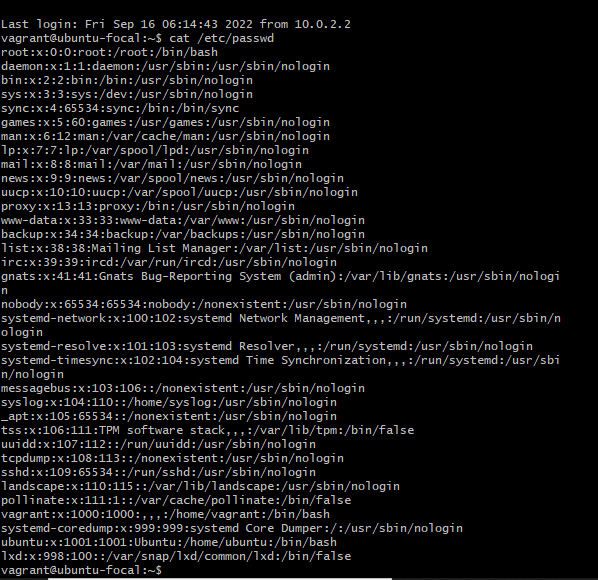 Last login: Fri Sep 16 06:14:43 2022 from 10.0.2.2
vagrant@ubuntu-focal:~$ cat /etc/passwd
root:x:0:0:root:/root:/bin/bash
daemon:x:1:1:daemon:/usr/sbin:/usr/sbin/nologin
bin:x:2:2:bin:/bin:/usr/sbin/nologin
sys:x:3:3:sys:/dev:/usr/sbin/nologin
sync:x:4:65534:sync:/bin:/bin/sync
games:x:5:60:games:/usr/games:/usr/sbin/nologin
man:x:6:12:man:/var/cache/man:/usr/sbin/nologin
lp:x:7:7:lp:/var/spool/lpd:/usr/sbin/nologin
mail:x:8:8:mail:/var/mail:/usr/sbin/nologin
news:x:9:9:news:/var/spool/news:/usr/sbin/nologin
uucp:x:10:10:uucp:/var/spool/uucp:/usr/sbin/nologin
proxy:x:13:13:proxy:/bin:/usr/sbin/nologin
www-data:x:33:33:www-data:/var/www:/usr/sbin/nologin
backup:x:34:34:backup:/var/backups:/usr/sbin/nologin
list:x:38:38:Mailing List Manager:/var/list:/usr/sbin/nologin
irc:x:39:39:ircd:/var/run/ircd:/usr/sbin/nologin
gnats:x:41:41:Gnats Bug-Reporting System (admin):/var/lib/gnats:/usr/sbin/nologi
n
nobody:x:65534:65534:nobody:/nonexistent:/usr/sbin/nologin
systemd-network:x:100:102:systemd Network Management,,,:/run/systemd:/usr/sbin/n
ologin
systemd-resolve:x:101:103:systemd Resolver,,,:/run/systemd:/usr/sbin/nologin
systemd-timesync:x:102:104:systemd Time Synchronization,,,:/run/systemd:/usr/sbi
n/nologin
messagebus:x:103:106::/nonexistent:/usr/sbin/nologin
syslog:x:104:110::/home/syslog:/usr/sbin/nologin
_apt:x:105:65534::/nonexistent:/usr/sbin/nologin
tss:x:106:111:TPM software stack,,,:/var/lib/tpm:/bin/false
uuidd:x:107:112::/run/uuidd:/usr/sbin/nologin
tcpdump:x:108:113::/nonexistent:/usr/sbin/nologin
sshd:x:109:65534::/run/sshd:/usr/sbin/nologin
landscape:x:110:115::/var/lib/landscape:/usr/sbin/nologin
pollinate:x:111:1::/var/cache/pollinate:/bin/false
vagrant:x:1000:1000:,,,:/home/vagrant:/bin/bash
systemd-coredump:x:999:999:systemd Core Dumper:/:/usr/sbin/nologin
ubuntu:x:1001:1001:Ubuntu:/home/ubuntu:/bin/bash
lxd:x:998:100::/var/snap/lxd/common/lxd:/bin/false
vagrant@ubuntu-focal:~$